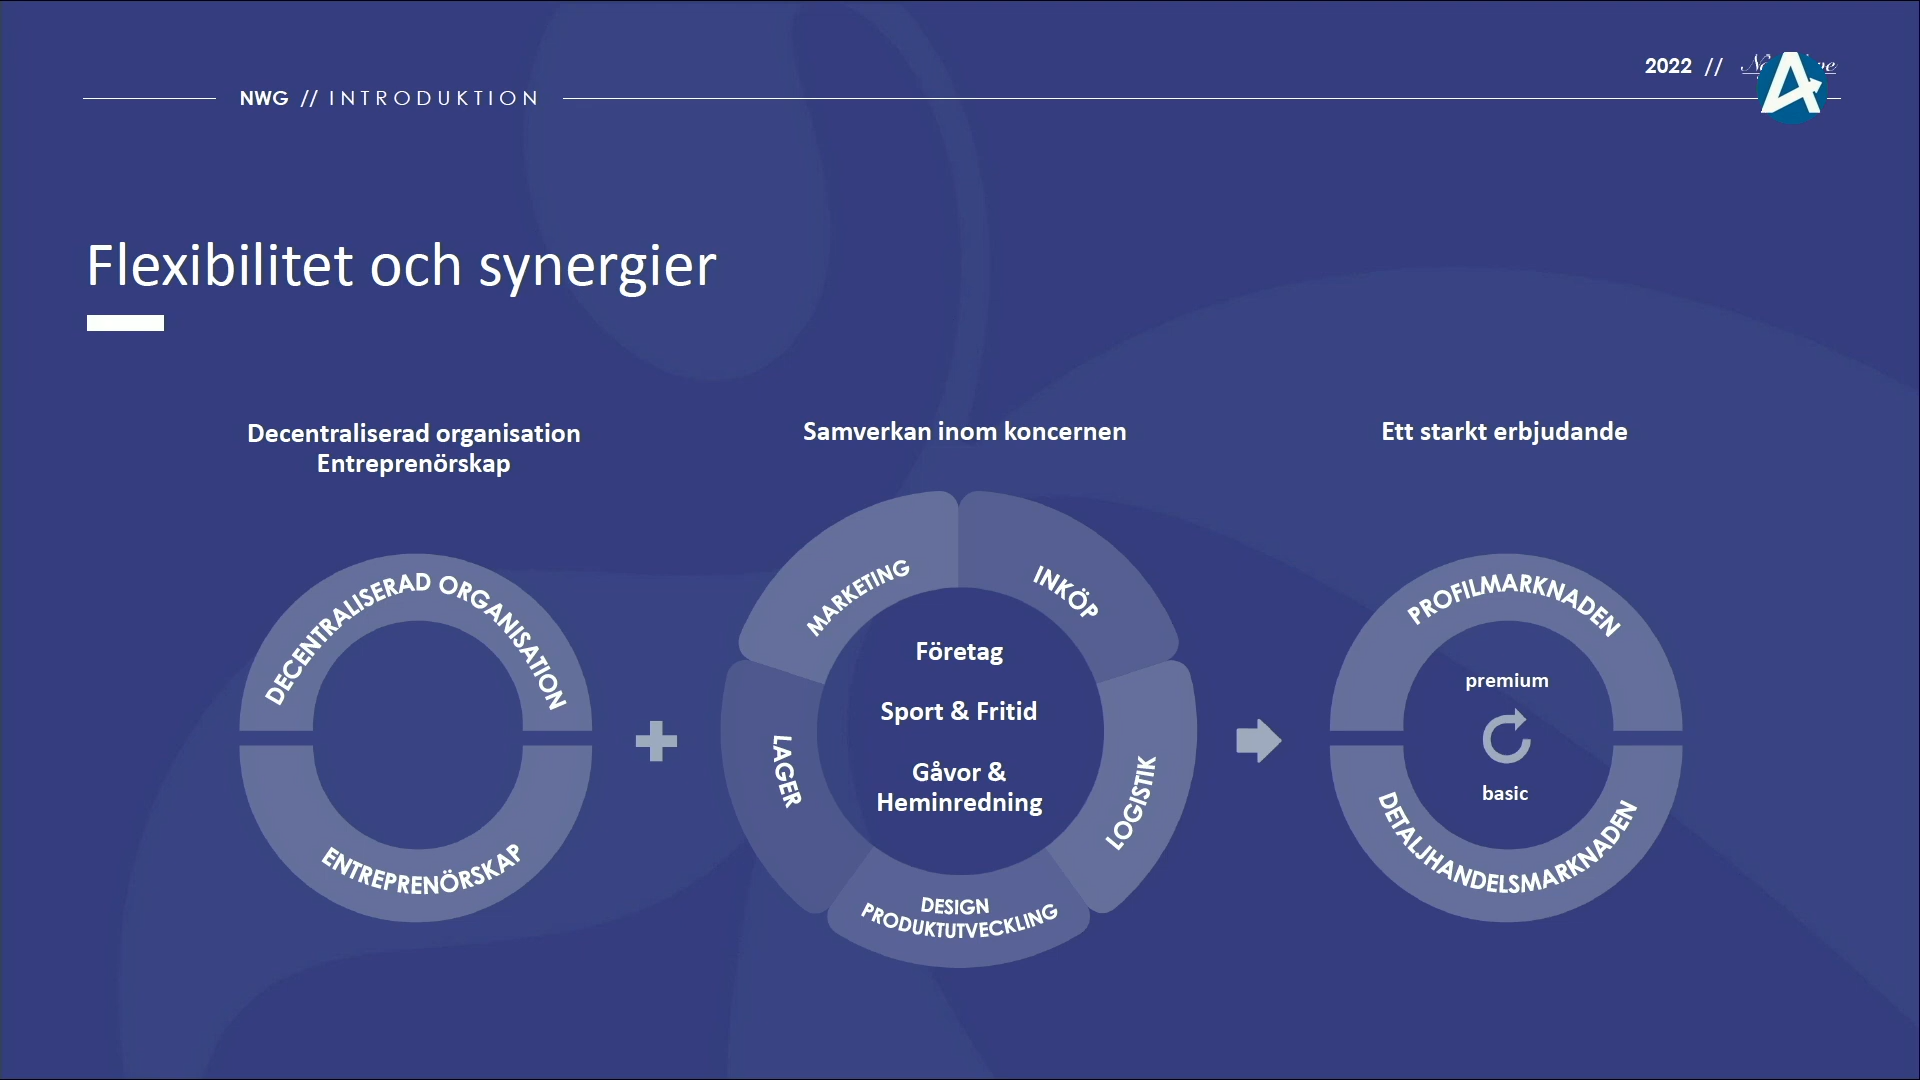 2022 //
NWG // INTRODUKTION
Flexibilitet och synergier
Decentraliserad organisation
Entreprenörskap
DECENTRALISERAD ORGANISATION
ENTREPRENÖRSKAP
Samverkan inom koncernen
MARKETING
INKÖP
LAGER
LOGISTIK
DESIGN
PRODUKTUTVECKLING
Företag
Sport & Fritid
Gåvor &
Heminredning
Ett starkt erbjudande
PROFILMARKNADEN
premium
basic
DETALJHANDELSMARKNADEN